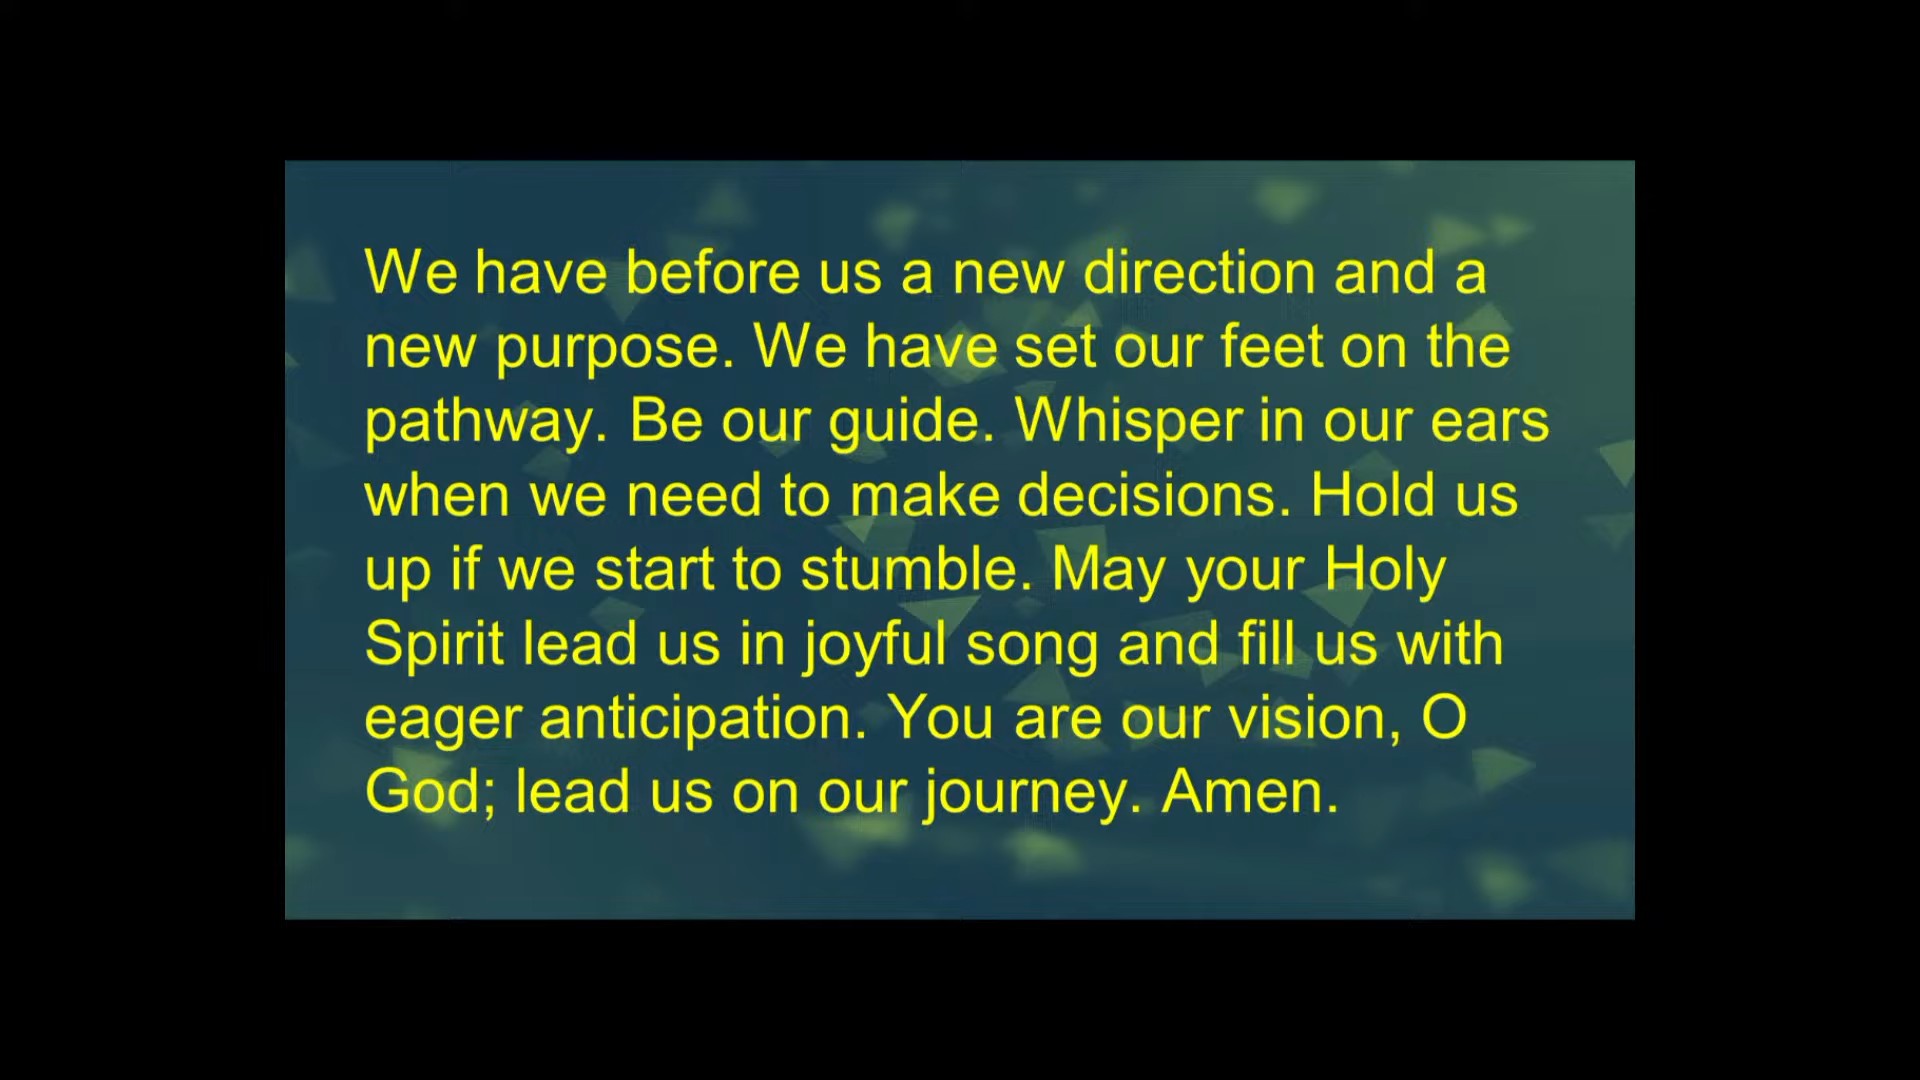 We have before us a new direction and a
new purpose. We have set our feet on the
pathway. Be our guide. Whisper in our ears
when we need to make decisions. Hold us
up if we start to stumble. May your Holy
Spirit lead us in joyful song and fill us with
eager anticipation. You are our vision, O
God; lead us on our journey. Amen.